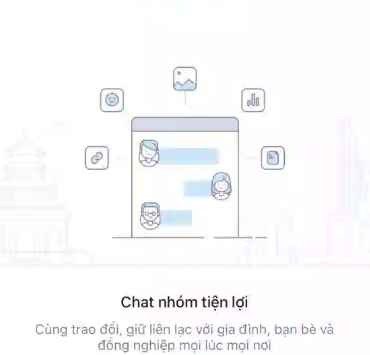 Chat nhóm tiện lợi
Cùng trao đổi, giữ liên lạc với gia đình, bạn bè và
đồng nghiệp mọi lúc mọi nơi